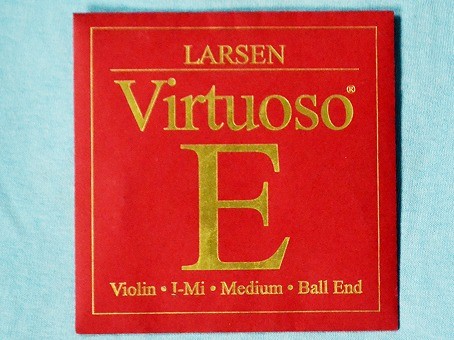 LARSEN
Virtuoso®
E
Violin • I-Mi • Medium • Ball End